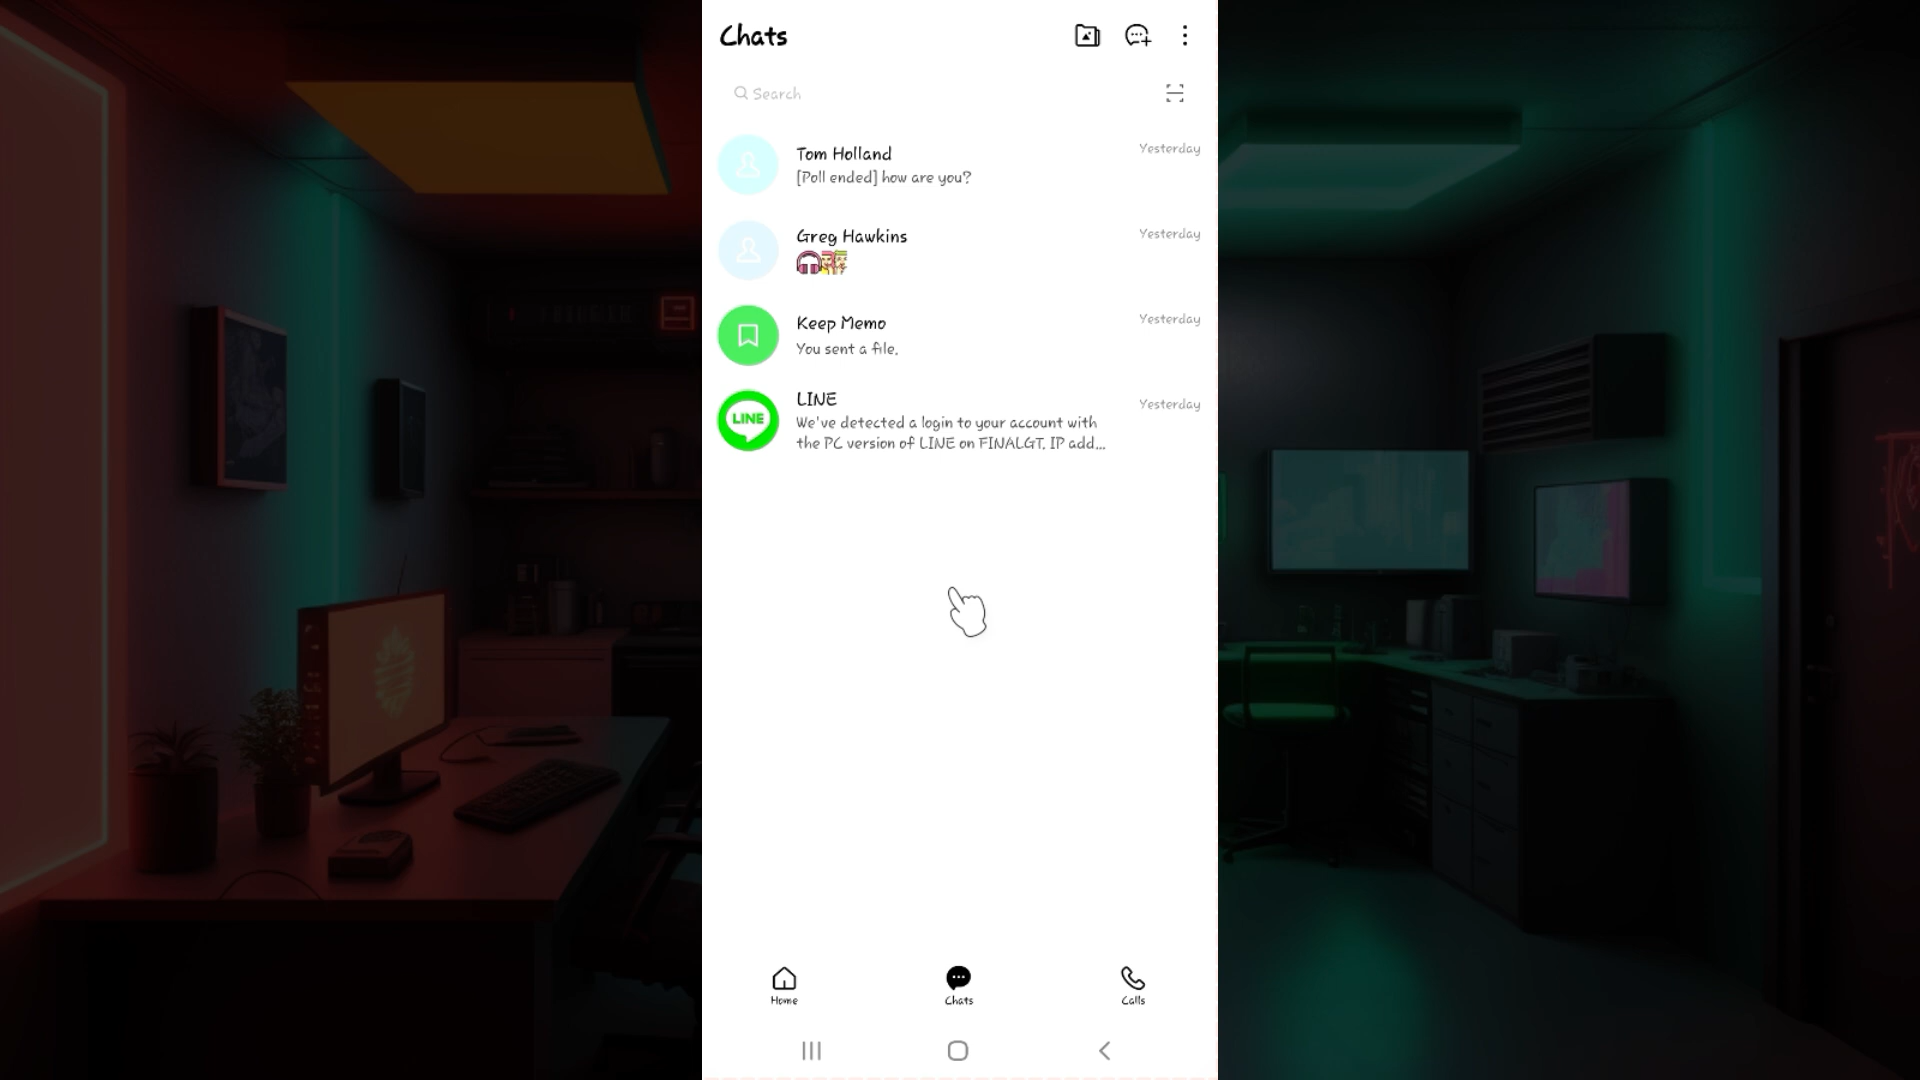 Chats
Search
Tom Holland
Yesterday
[Poll ended] how are you?
Greg Hawkins
Yesterday
Keep Memo
Yesterday
You sent a file.
LINE
Yesterday
LINE
We've detected a login to your account with
the PC version of LINE on FINALGT. IP add...
Home
Chats
Calls